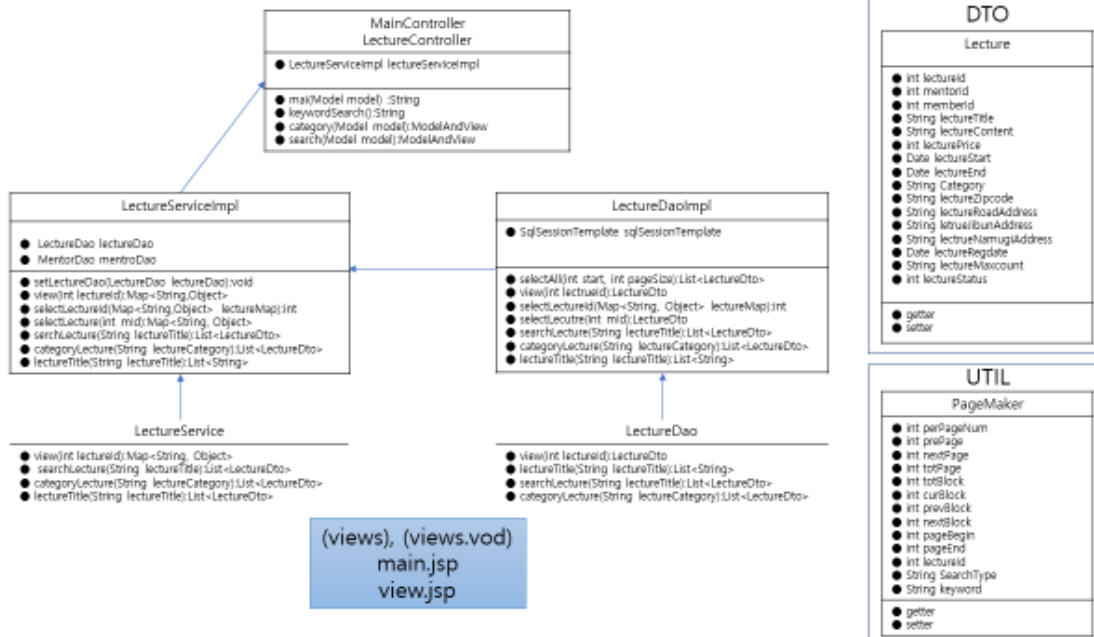 MainController
LectureController
● LectureServiceImpl lectureServiceImpl
● mai(Model model) :String
● keywordSearch():String
● category(Model model):ModelAndView
● search(Model model):ModelAndView
LectureServiceImpl
● LectureDao lectureDao
● MentorDao mentroDao
● setLectureDao(LectureDao lectureDao):void
● view(int lectureid):Map<String,Object>
● selectLectureid(Map<String,Object> lectureMap):int
● selectLecture(int mid):Map<String, Object>
● serchLecture(String lectureTitle):List<LectureDto>
● categoryLecture(String lectureCategory):List<LectureDto>
● lectureTitle(String lectureTitle):List<String>
LectureDaoImpl
● SqlSessionTemplate sqlSessionTemplate
● selectAll(int start, int pageSize):List<LectureDto>
● view(int lectrueid):LectureDto
● selectLectureid(Map<String, Object> lectureMap):int
● selectLecutre(int mid):LectureDto
● searchLecture(String lectureTitle):List<LectureDto>
● categoryLecture(String lectureCategory):List<LectureDto>
● lectureTitle(String lectureTitle):List<String>
LectureService
● view(int lectureid):Map<String, Object>
● searchLecture(String lectureTitle):List<LectureDto>
● categoryLecture(String lectureCategory):List<LectureDto>
● lectureTitle(String lectureTitle):List<LectureDto>
LectureDao
● view(int lectureid):LectureDto
● lectureTitle(String lectureTitle):List<String>
● searchLecture(String lectureTitle):List<LectureDto>
● categoryLecture(String lectureCategory):List<LectureDto>
(views), (views.vod)
main.jsp
view.jsp
DTO
Lecture
● int lectureid
● int mentorid
● int memberid
● String lectureTitle
● String lectureContent
● int lecturePrice
● Date lectureStart
● Date lectureEnd
● String Category
● String lectureZipcode
● String lectureRoadAddress
● String letrueJibunAddress
● String lectrueNamugiAddress
● Date lectureRegdate
● String lectureMaxcount
● int lectureStatus
● getter
● setter
UTIL
PageMaker
● int perPageNum
● int prePage
● int nextPage
● int totPage
● int totBlock
● int curBlock
● int prevBlock
● int nextBlock
● int pageBegin
● int pageEnd
● int lectureid
● String SearchType
● String keyword
● getter
● setter